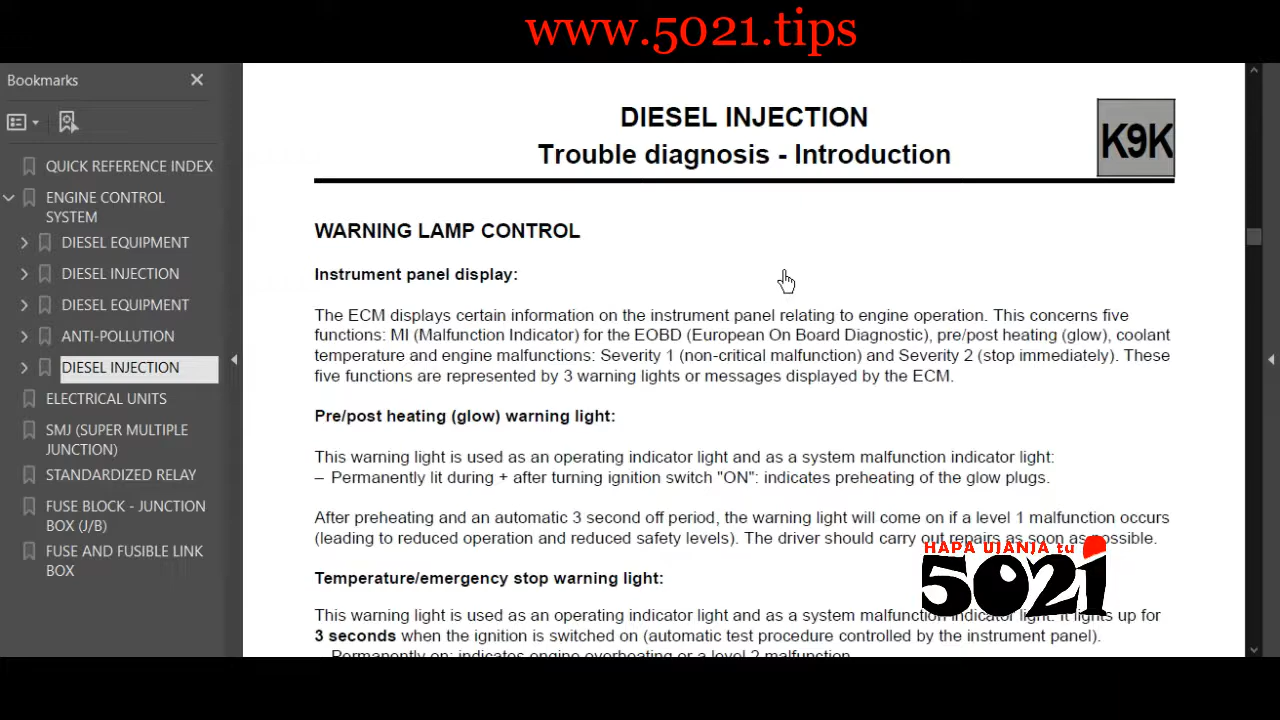 www.5021.tips
Bookmarks
QUICK REFERENCE INDEX
ENGINE CONTROL
SYSTEM
DIESEL EQUIPMENT
DIESEL INJECTION
DIESEL EQUIPMENT
ANTI-POLLUTION
DIESEL INJECTION
ELECTRICAL UNITS
SMJ (SUPER MULTIPLE
JUNCTION)
STANDARDIZED RELAY
FUSE BLOCK - JUNCTION
BOX (J/B)
FUSE AND FUSIBLE LINK
BOX
DIESEL INJECTION
Trouble diagnosis - Introduction
K9K
WARNING LAMP CONTROL
Instrument panel display:
The ECM displays certain information on the instrument panel relating to engine operation. This concerns five
functions: MI (Malfunction Indicator) for the EOBD (European On Board Diagnostic), pre/post heating (glow), coolant
temperature and engine malfunctions: Severity 1 (non-critical malfunction) and Severity 2 (stop immediately). These
five functions are represented by 3 warning lights or messages displayed by the ECM.
Pre/post heating (glow) warning light:
This warning light is used as an operating indicator light and as a system malfunction indicator light:
– Permanently lit during + after turning ignition switch "ON": indicates preheating of the glow plugs.
After preheating and an automatic 3 second off period, the warning light will come on if a level 1 malfunction occurs
(leading to reduced operation and reduced safety levels). The driver should carry out repairs as soon as possible.
Temperature/emergency stop warning light:
This warning light is used as an operating indicator light and as a system malfunction indicator light. It lights up for
3 seconds when the ignition is switched on (automatic test procedure controlled by the instrument panel).
– Permanently on: indicates engine overheating or a level 2 malfunction.
HAPA UJANJA tu
5021